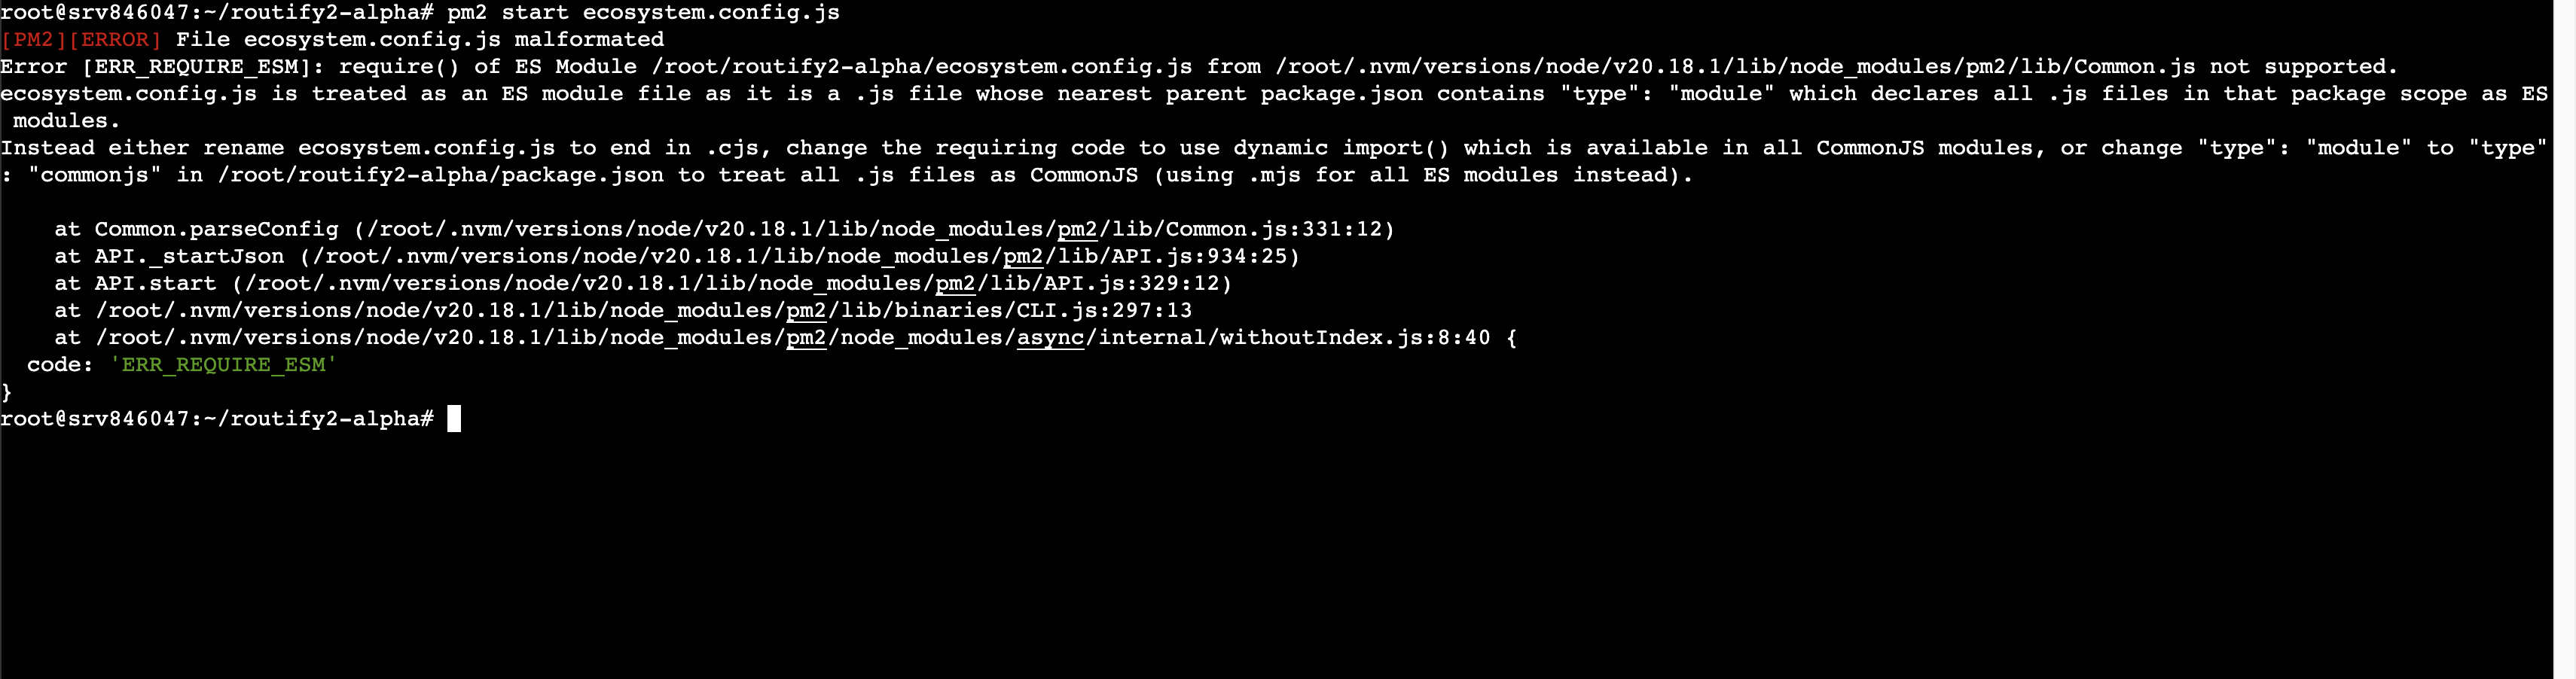 root@srv846047:~/routify2-alpha# pm2 start ecosystem.config.js
[PM2][ERROR] File ecosystem.config.js malformated
Error [ERR_REQUIRE_ESM]: require() of ES Module /root/routify2-alpha/ecosystem.config.js from /root/.nvm/versions/node/v20.18.1/lib/node_modules/pm2/lib/Common.js not supported.
ecosystem.config.js is treated as an ES module file as it is a .js file whose nearest parent package.json contains "type": "module" which declares all .js files in that package scope as ES
 modules.
Instead either rename ecosystem.config.js to end in .cjs, change the requiring code to use dynamic import() which is available in all CommonJS modules, or change "type": "module" to "type"
: "commonjs" in /root/routify2-alpha/package.json to treat all .js files as CommonJS (using .mjs for all ES modules instead).
    at Common.parseConfig (/root/.nvm/versions/node/v20.18.1/lib/node_modules/pm2/lib/Common.js:331:12)
    at API._startJson (/root/.nvm/versions/node/v20.18.1/lib/node_modules/pm2/lib/API.js:934:25)
    at API.start (/root/.nvm/versions/node/v20.18.1/lib/node_modules/pm2/lib/API.js:329:12)
    at /root/.nvm/versions/node/v20.18.1/lib/node_modules/pm2/lib/binaries/CLI.js:297:13
    at /root/.nvm/versions/node/v20.18.1/lib/node_modules/pm2/node_modules/async/internal/withoutIndex.js:8:40 {
  code: 'ERR_REQUIRE_ESM'
}
root@srv846047:~/routify2-alpha#